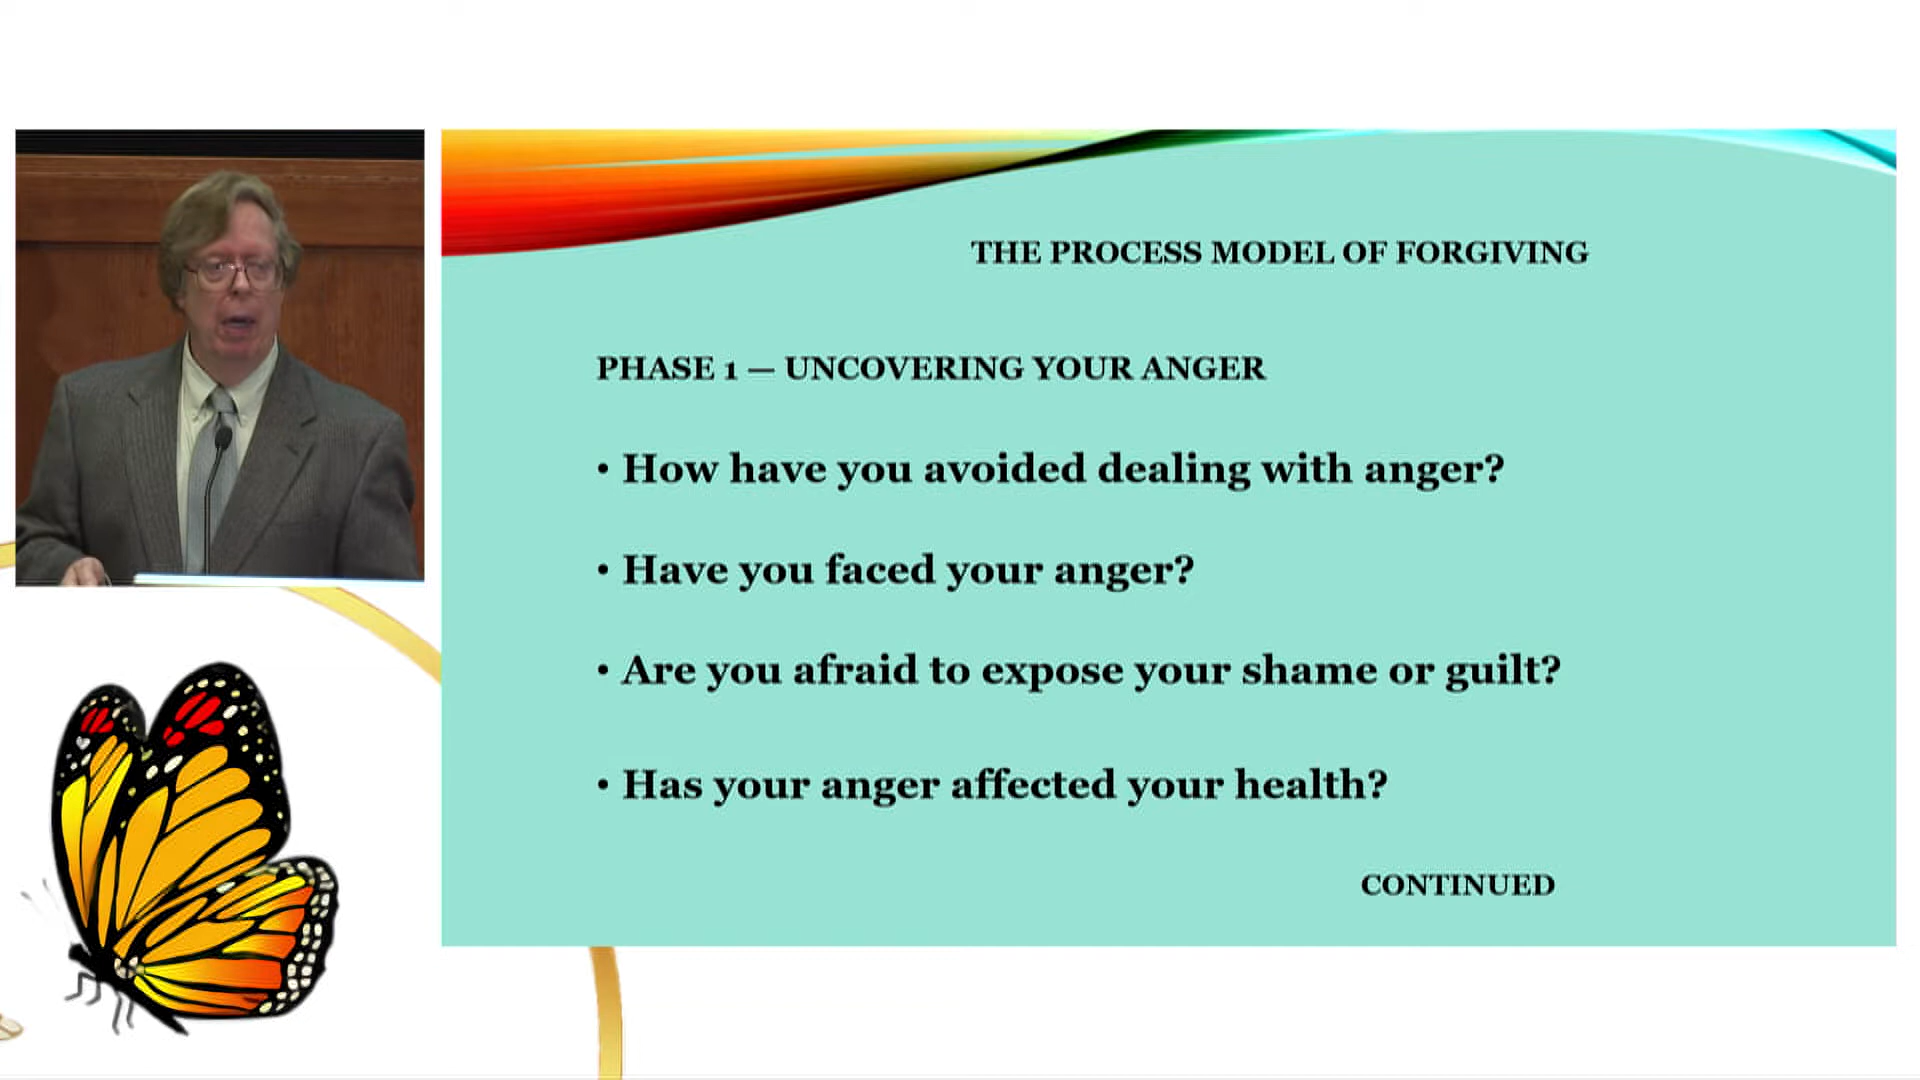 THE PROCESS MODEL OF FORGIVING
PHASE 1 — UNCOVERING YOUR ANGER
• How have you avoided dealing with anger?
• Have you faced your anger?
• Are you afraid to expose your shame or guilt?
• Has your anger affected your health?
CONTINUED